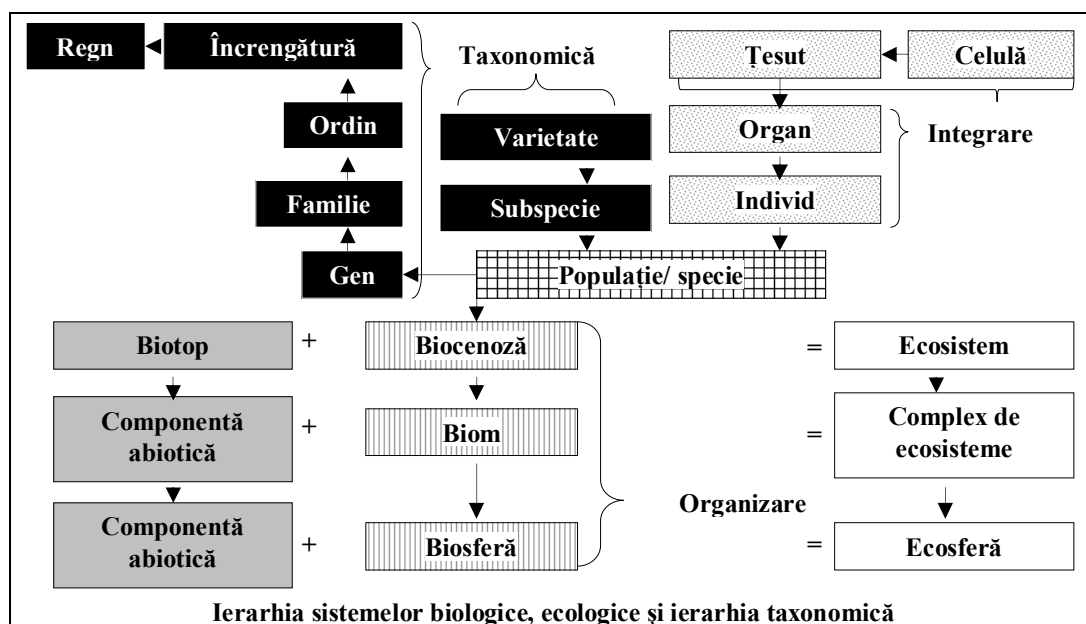 Regn
Încrengătură
Ordin
Familie
Gen
Taxonomică
Varietate
Subspecie
Țesut
Celulă
Organ
Individ
Integrare
Populație/ specie
Biotop
+
Biocenoză
=
Ecosistem
Componentă
abiotică
+
Biom
=
Complex de
ecosisteme
Organizare
Componentă
abiotică
+
Biosferă
=
Ecosferă
Ierarhia sistemelor biologice, ecologice şi ierarhia taxonomică